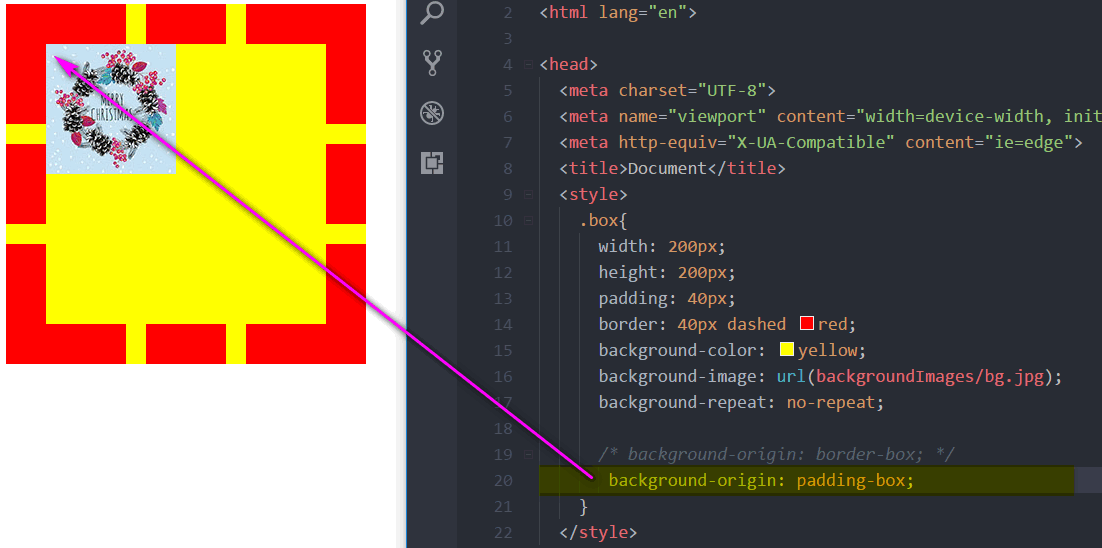 MERRY
CHRISTMAS
2 <html lang="en">
3
4 <head>
5 <meta charset="UTF-8">
6 <meta name="viewport" content="width=device-width, init
7 <meta http-equiv="X-UA-Compatible" content="ie=edge">
8 <title>Document</title>
9 <style>
10 .box{
11 width: 200px;
12 height: 200px;
13 padding: 40px;
14 border: 40px dashed red;
15 background-color: yellow;
16 background-image: url(backgroundImages/bg.jpg);
17 background-repeat: no-repeat;
18
19 /* background-origin: border-box; */
20 background-origin: padding-box;
21 }
22 </style>